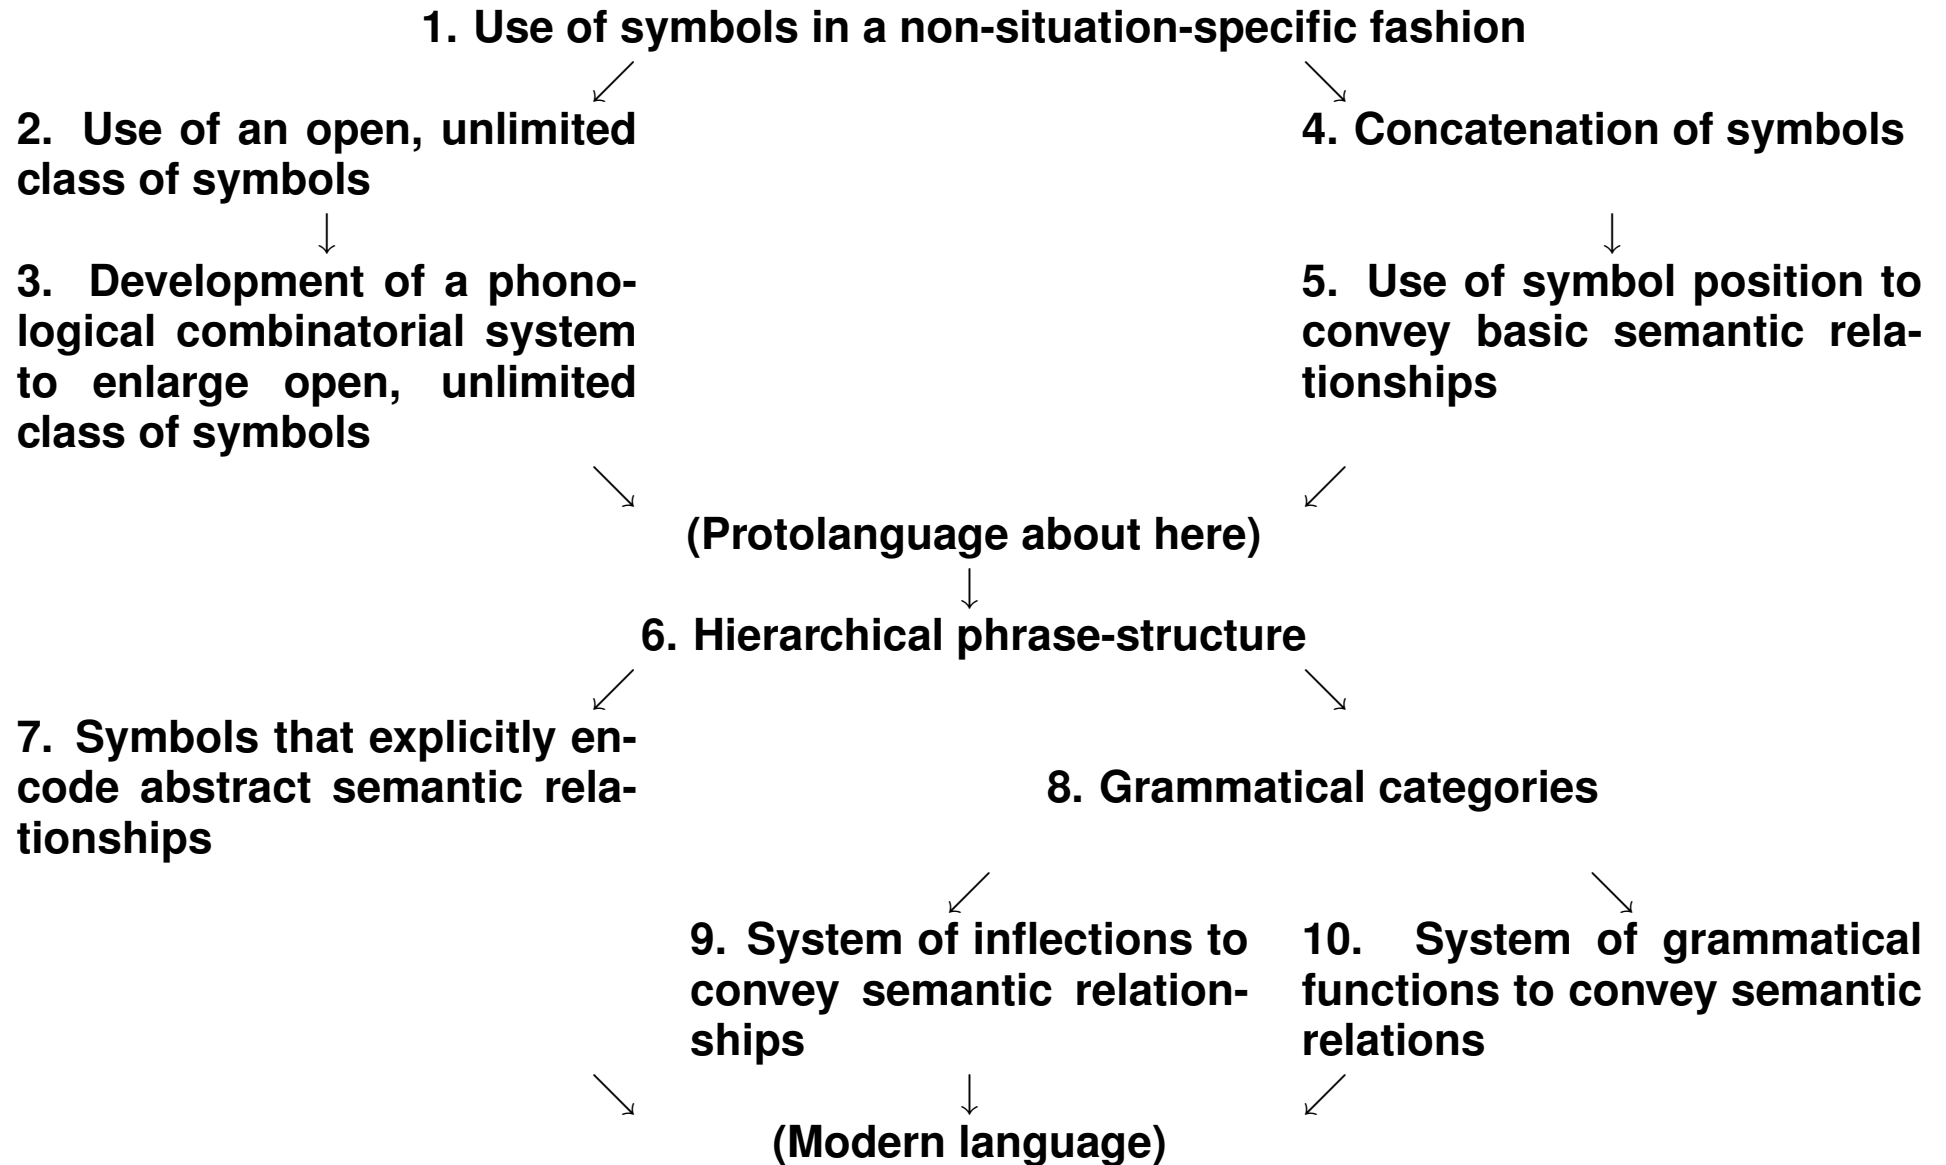 1. Use of symbols in a non-situation-specific fashion
2. Use of an open, unlimited
class of symbols
4. Concatenation of symbols
3. Development of a phono-
logical combinatorial system
to enlarge open, unlimited
class of symbols
5. Use of symbol position to
convey basic semantic rela-
tionships
(Protolanguage about here)
6. Hierarchical phrase-structure
7. Symbols that explicitly en-
code abstract semantic rela-
tionships
8. Grammatical categories
9. System of inflections to
convey semantic relation-
ships
10. System of grammatical
functions to convey semantic
relations
(Modern language)